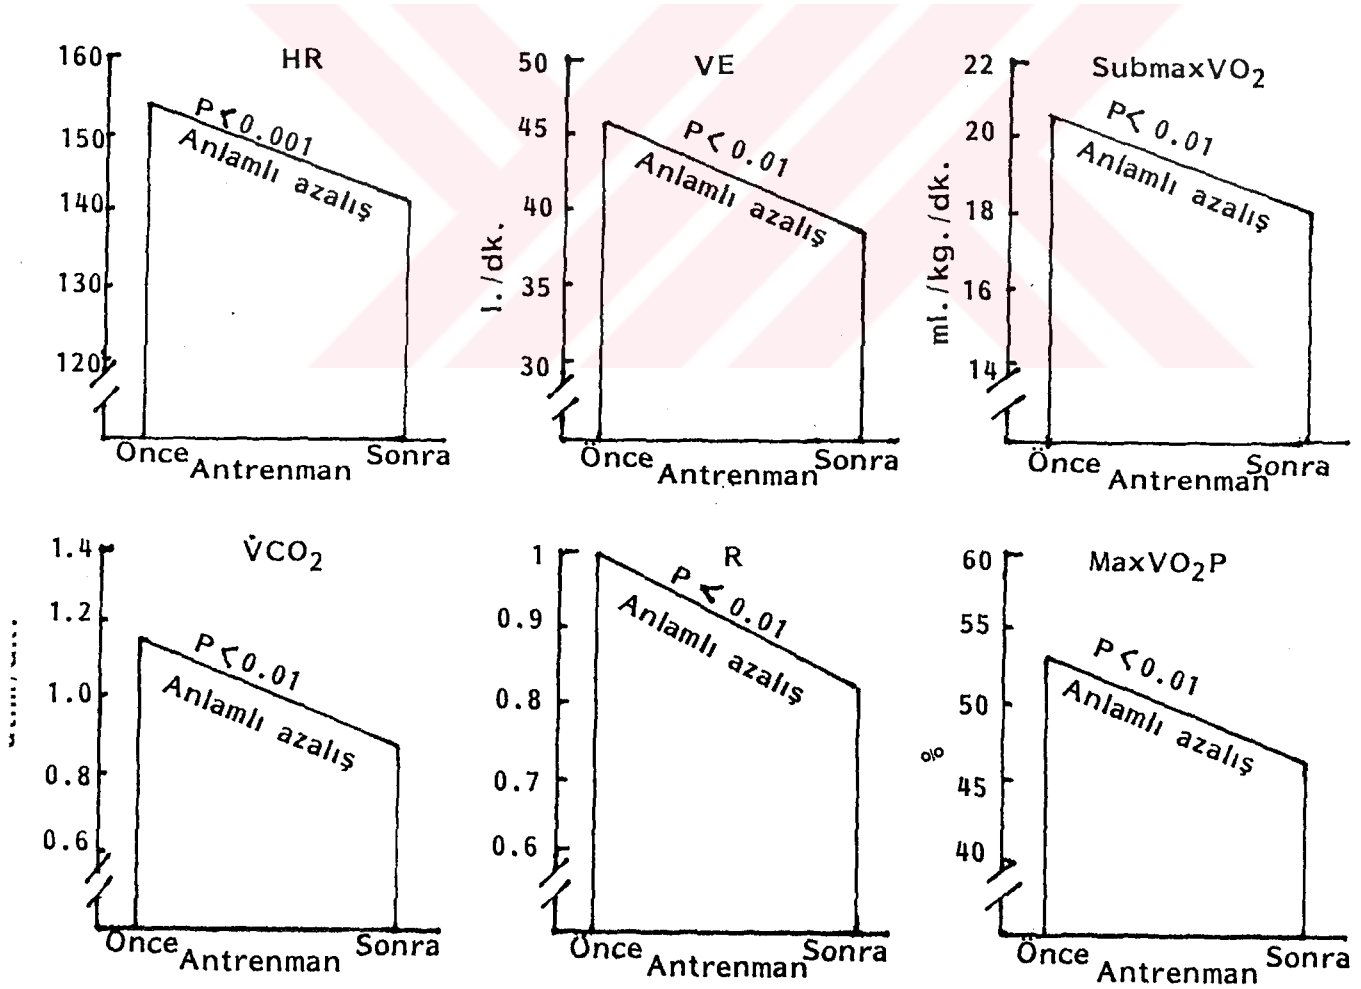 HR
160
150
140
130
120
P<0.001
Anlamlı azalış
Önce
Sonra
Antrenman
VE
50
45
40
35
30
l./dk.
P<0.01
Anlamlı azalış
Önce
Sonra
Antrenman
SubmaxVO2
22
20
18
16
14
ml./kg./dk.
P<0.01
Anlamlı azalış
Önce
Sonra
Antrenman
V̇CO2
1.4
1.2
1.0
0.8
0.6
P<0.01
Anlamlı azalış
Önce
Sonra
Antrenman
R
1
0.9
0.8
0.7
0.6
P<0.01
Anlamlı azalış
Önce
Sonra
Antrenman
MaxVO2P
60
55
50
45
40
%
P<0.01
Anlamlı azalış
Önce
Sonra
Antrenman